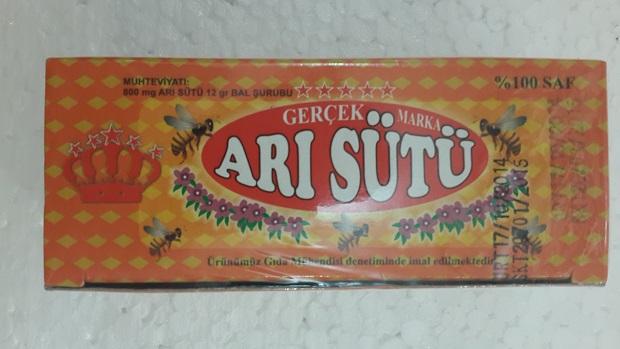 MUHTEVİYATI:
800 mg ARI SÜTÜ 12 gr BAL ŞURUBU
%100 SAF
GERÇEK MARKA
ARI SÜTÜ
Ürünümüz Gıda Mühendisi denetiminde imal edilmektedir